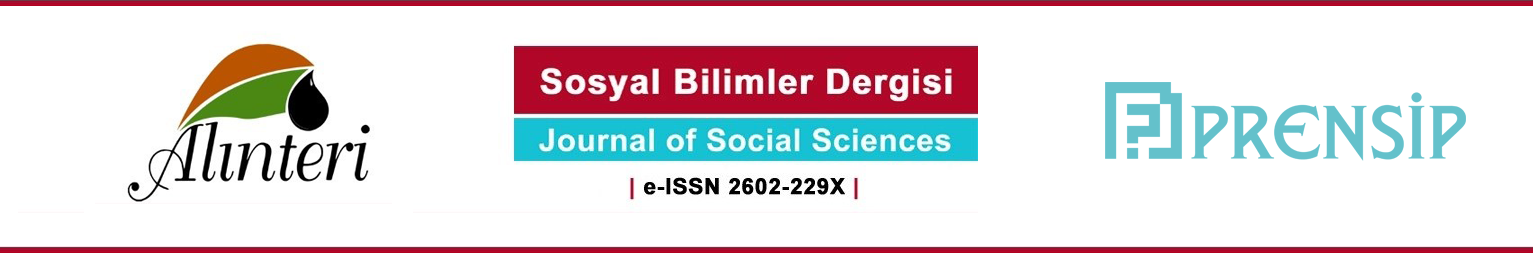 Alınteri
Sosyal Bilimler Dergisi
Journal of Social Sciences
| e-ISSN 2602-229X |
PRENSİP